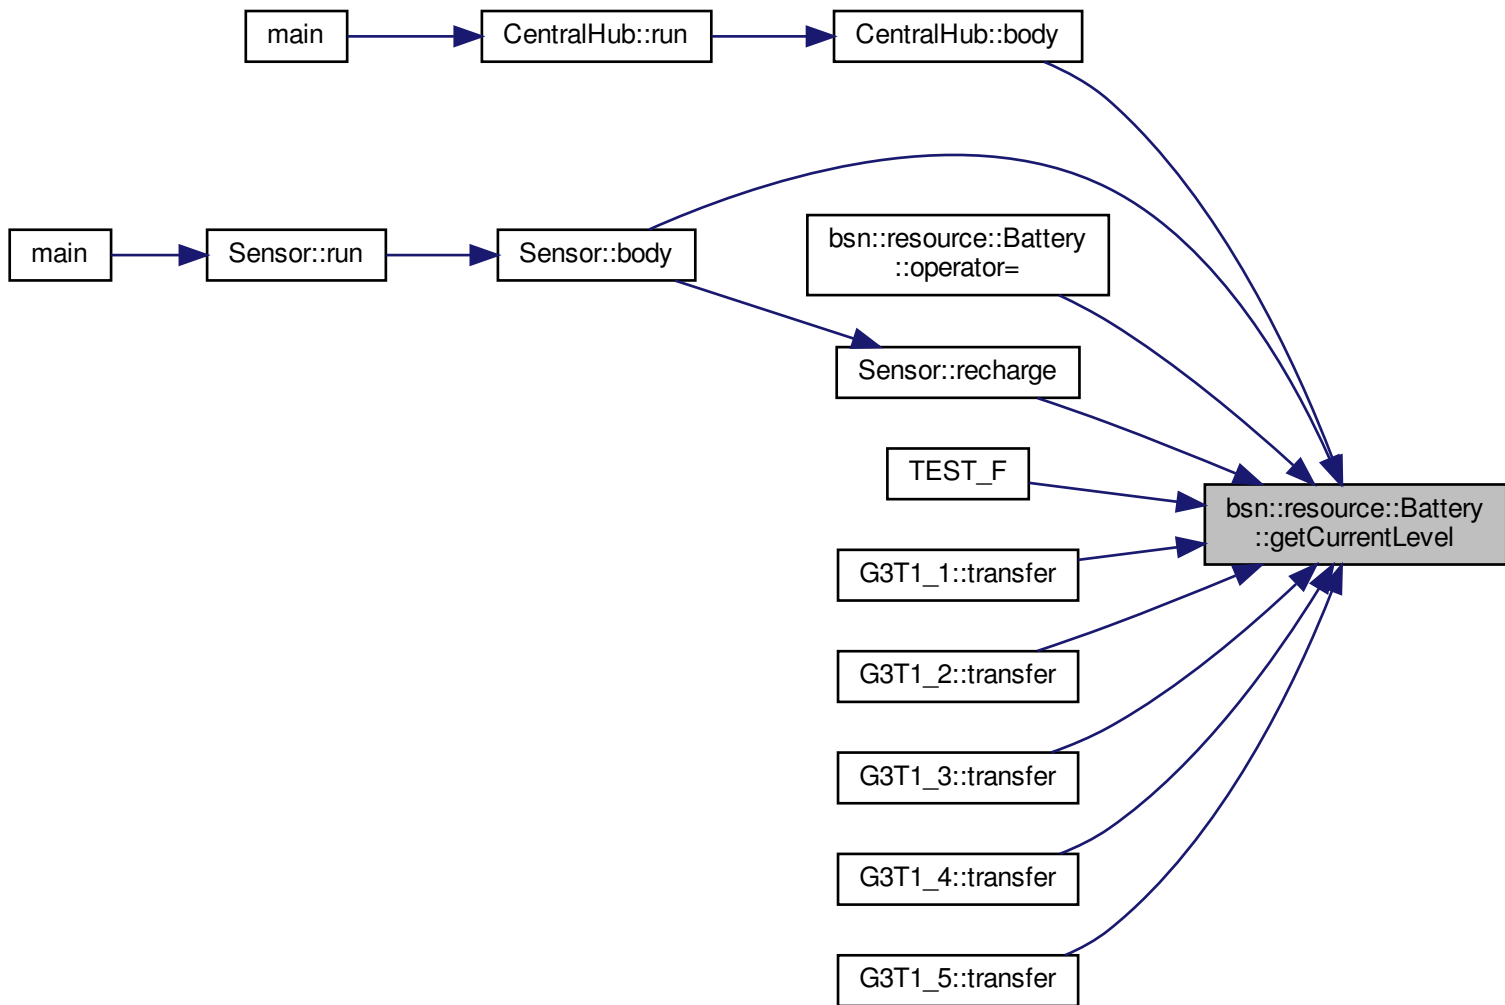 main
CentralHub::run
CentralHub::body
main
Sensor::run
Sensor::body
bsn::resource::Battery
::operator=
Sensor::recharge
TEST_F
bsn::resource::Battery
::getCurrentLevel
G3T1_1::transfer
G3T1_2::transfer
G3T1_3::transfer
G3T1_4::transfer
G3T1_5::transfer